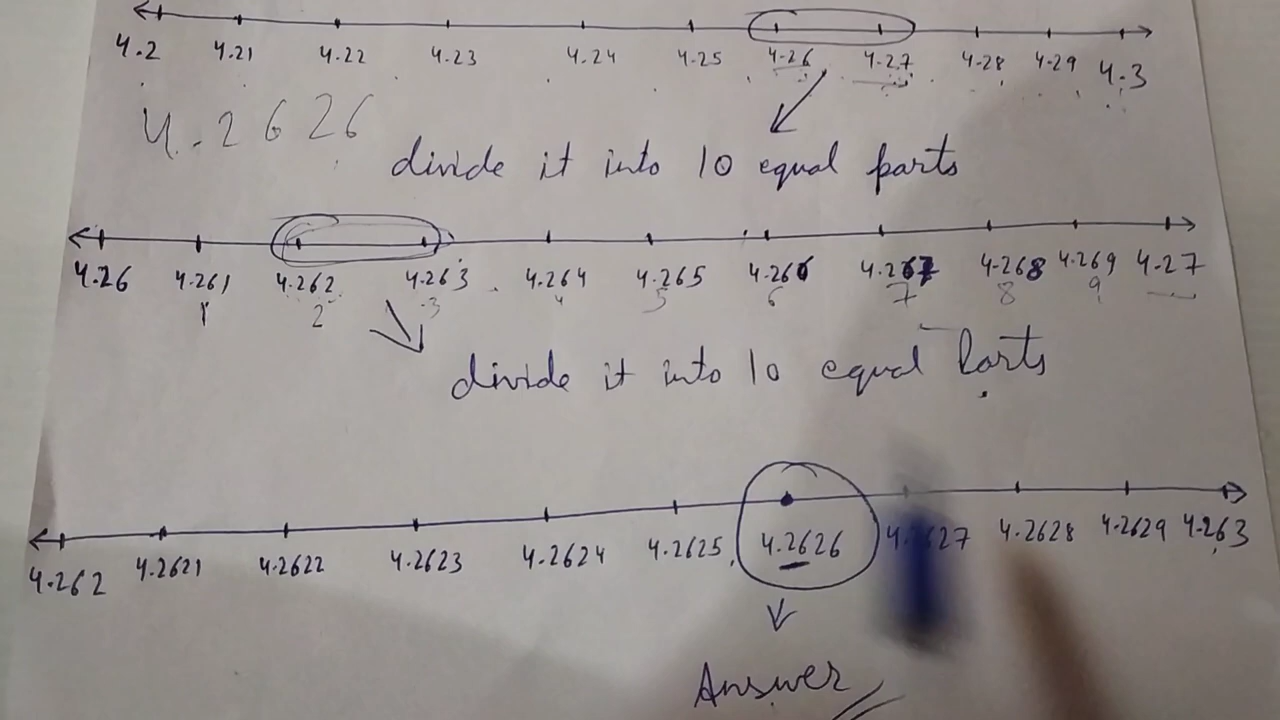 4.2 4.21 4.22 4.23 4.24 4.25 4.26 4.27 4.28 4.29 4.3
4.2626
divide it into 10 equal parts
4.26 4.261 4.262 4.263 4.264 4.265 4.266 4.267 4.268 4.269 4.27
1 2 3 4 5 6 7 8 9
divide it into 10 equal parts
4.262 4.2621 4.2622 4.2623 4.2624 4.2625 4.2626 4.2627 4.2628 4.2629 4.263
Answer